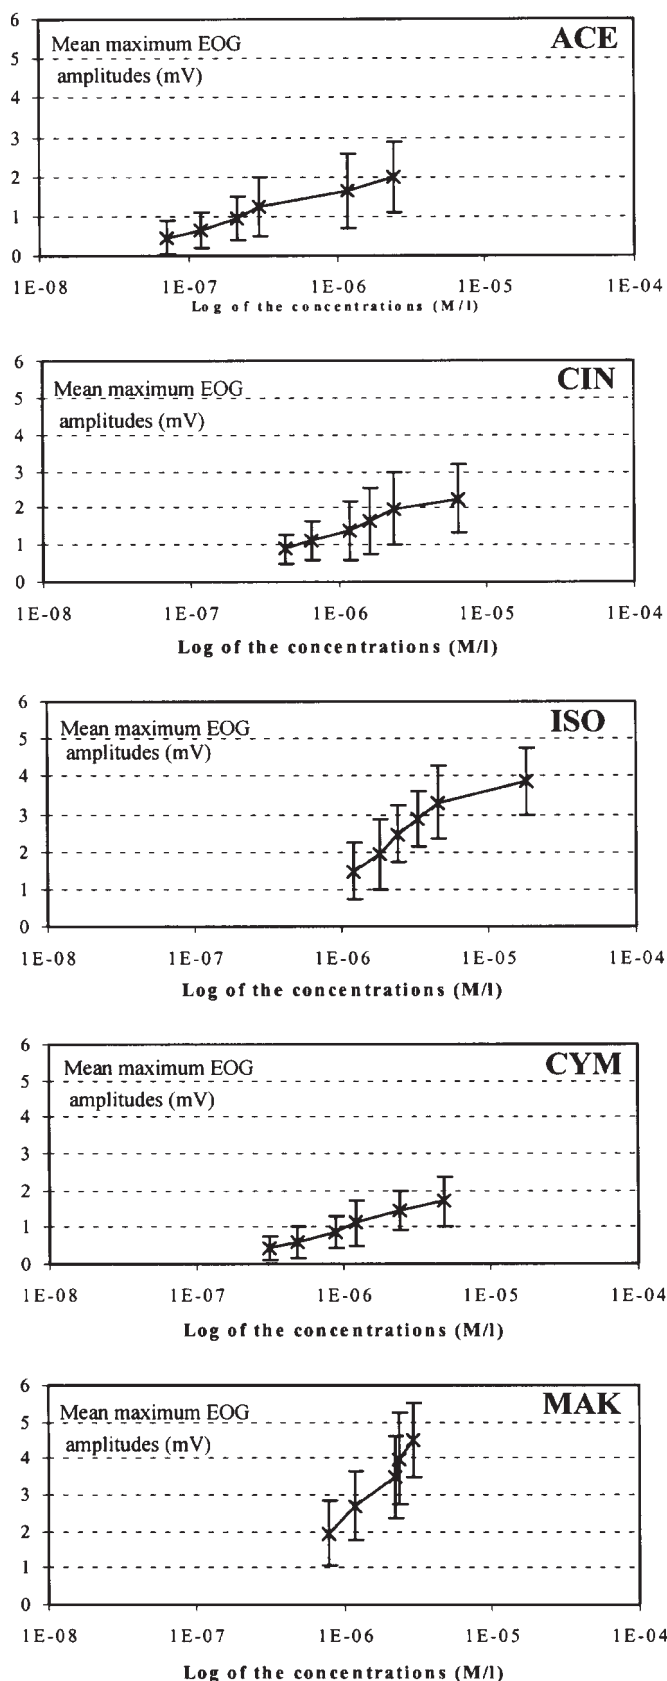 6
Mean maximum EOG
ACE
5
amplitudes (mV)
4
3
2
1
0
1E-08 1E-07 1E-06 1E-05 1E-04
Log of the concentrations (M/l)
6
Mean maximum EOG
CIN
5
amplitudes (mV)
4
3
2
1
0
1E-08 1E-07 1E-06 1E-05 1E-04
Log of the concentrations (M/l)
6
Mean maximum EOG
ISO
5
amplitudes (mV)
4
3
2
1
0
1E-08 1E-07 1E-06 1E-05 1E-04
Log of the concentrations (M/l)
6
Mean maximum EOG
CYM
5
amplitudes (mV)
4
3
2
1
0
1E-08 1E-07 1E-06 1E-05 1E-04
Log of the concentrations (M/l)
6
Mean maximum EOG
MAK
5
amplitudes (mV)
4
3
2
1
0
1E-08 1E-07 1E-06 1E-05 1E-04
Log of the concentrations (M/l)